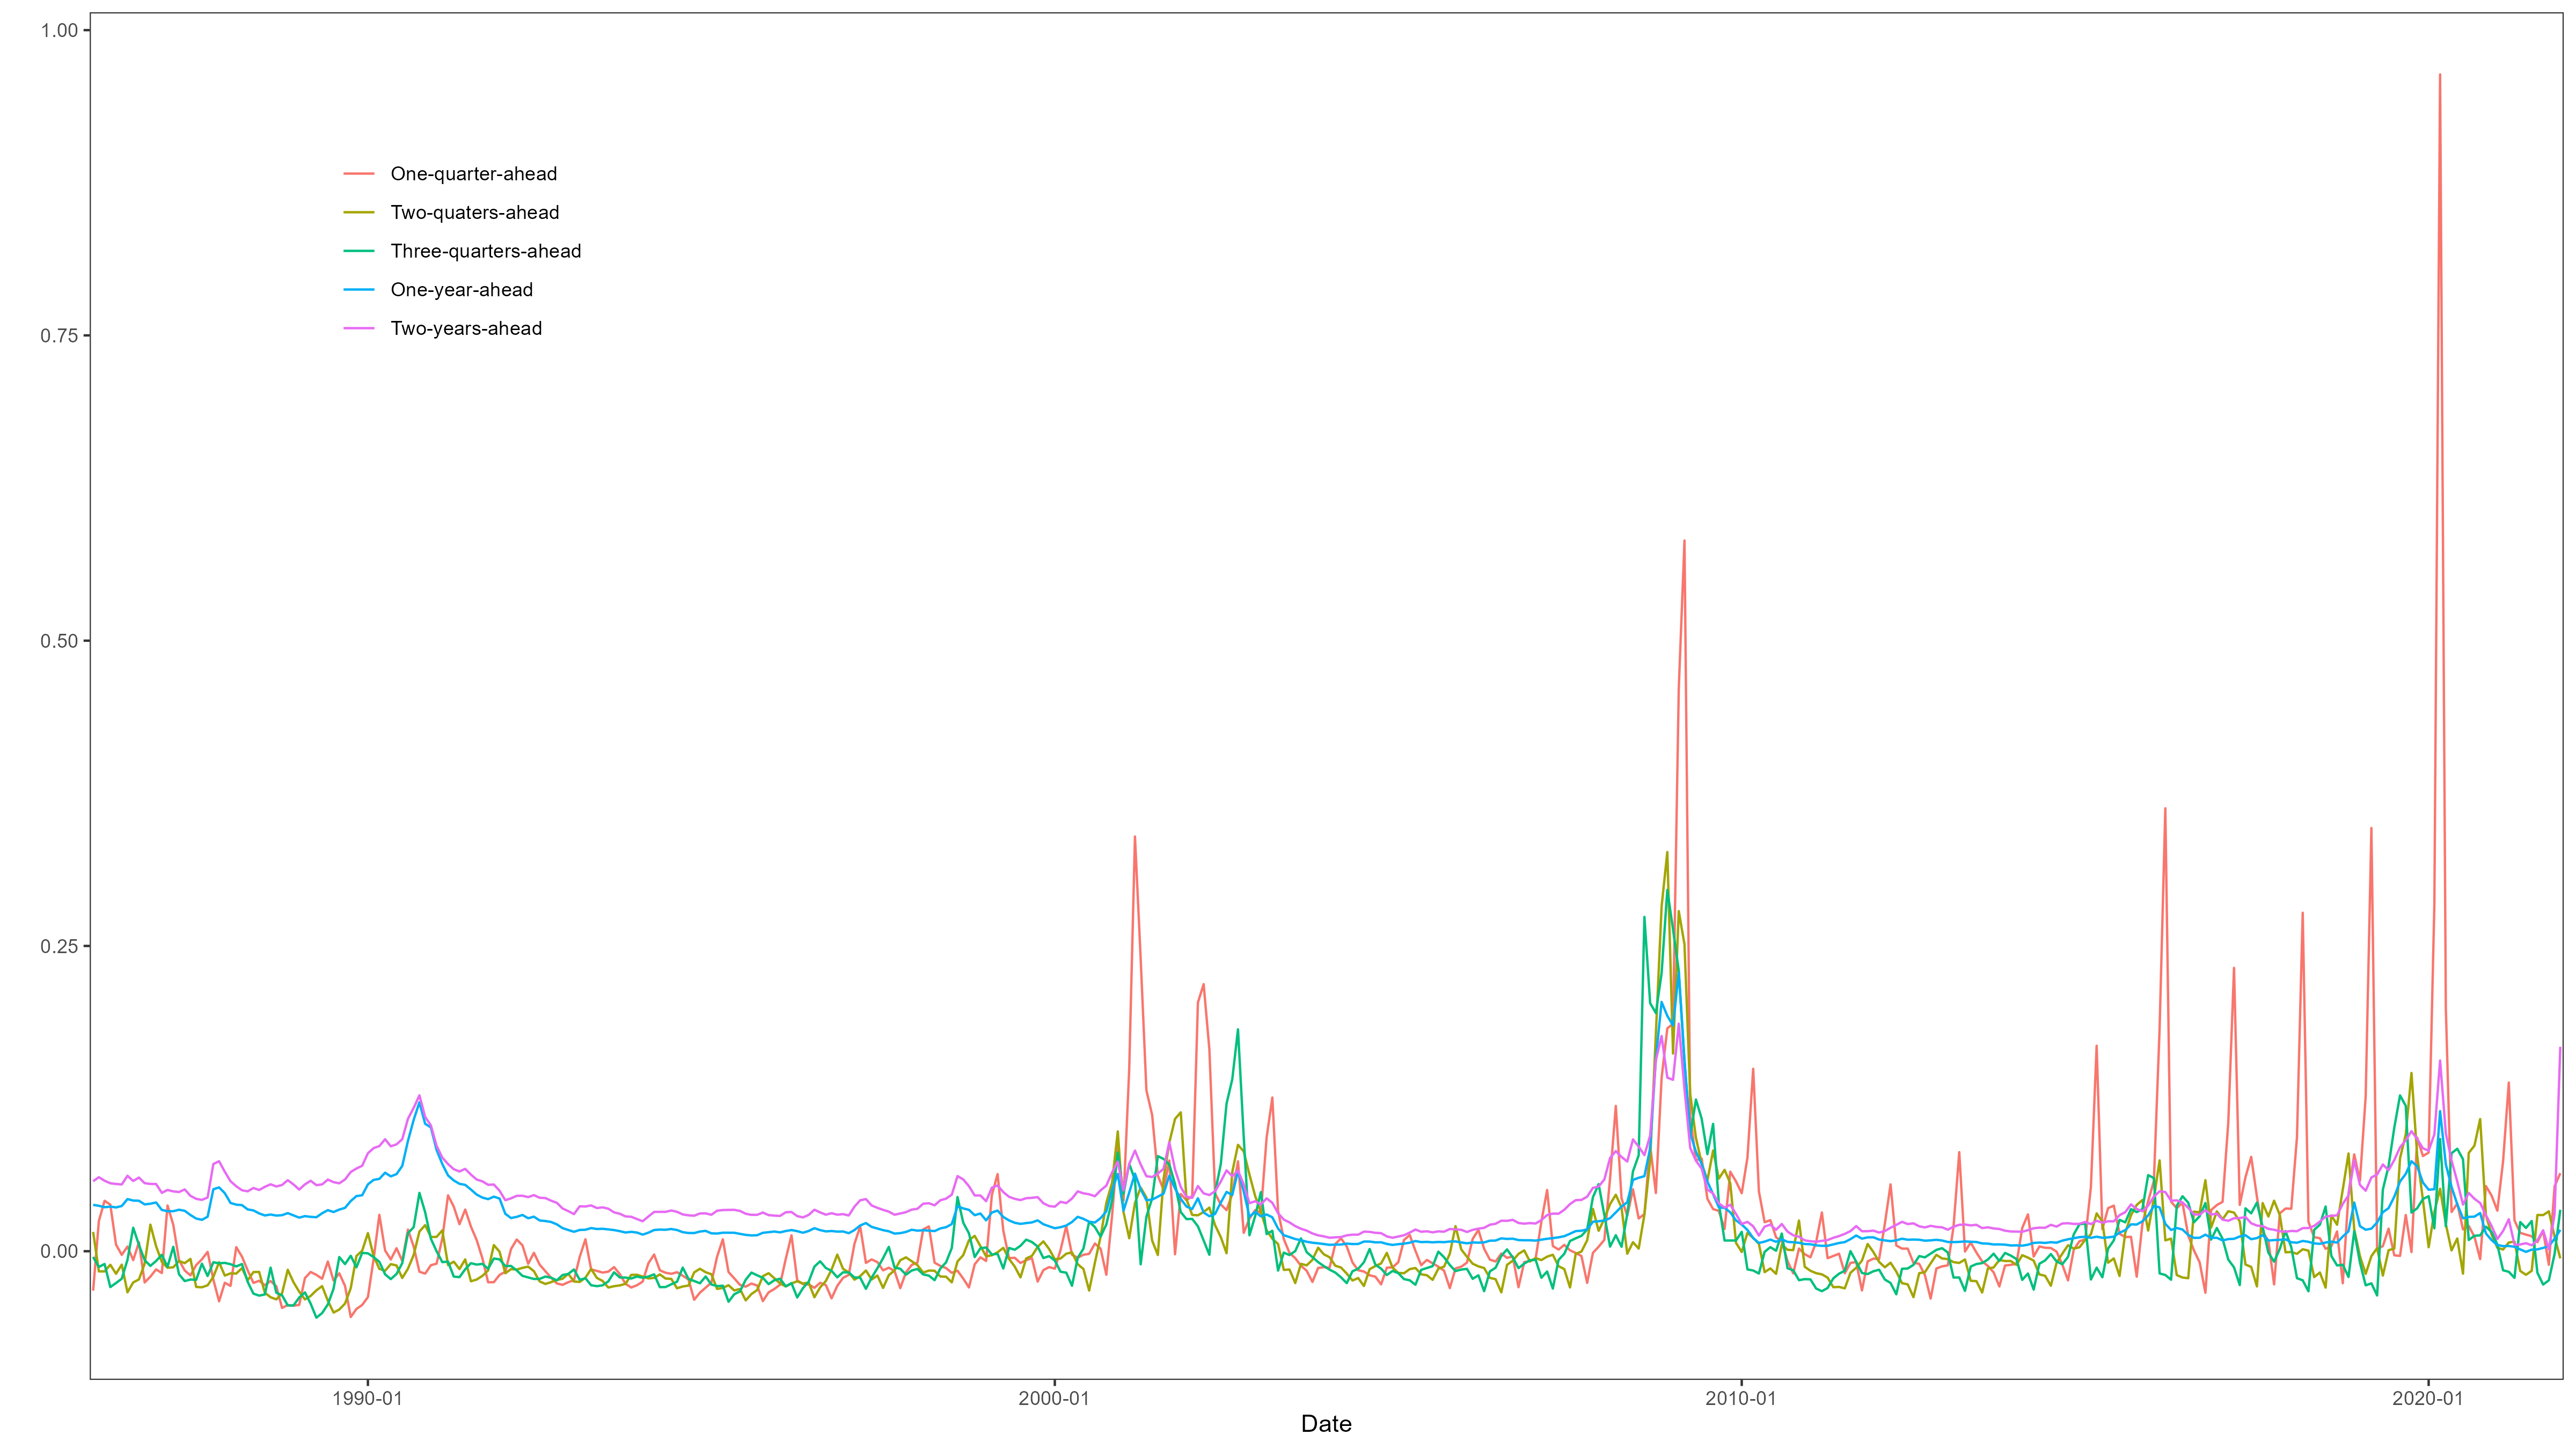 1.00
One-quarter-ahead
Two-quaters-ahead
Three-quarters-ahead
One-year-ahead
Two-years-ahead
0.75
0.50
0.25
0.00
1990-01
2000-01
2010-01
2020-01
Date